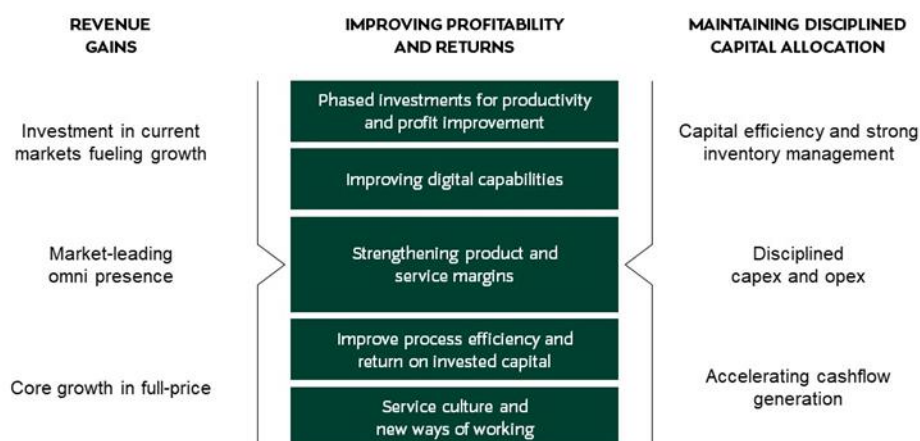 REVENUE
GAINS
Investment in current
markets fueling growth
Market-leading
omni presence
Core growth in full-price
IMPROVING PROFITABILITY
AND RETURNS
Phased investments for productivity
and profit improvement
Improving digital capabilities
Strengthening product and
service margins
Improve process efficiency and
return on invested capital
Service culture and
new ways of working
MAINTAINING DISCIPLINED
CAPITAL ALLOCATION
Capital efficiency and strong
inventory management
Disciplined
capex and opex
Accelerating cashflow
generation